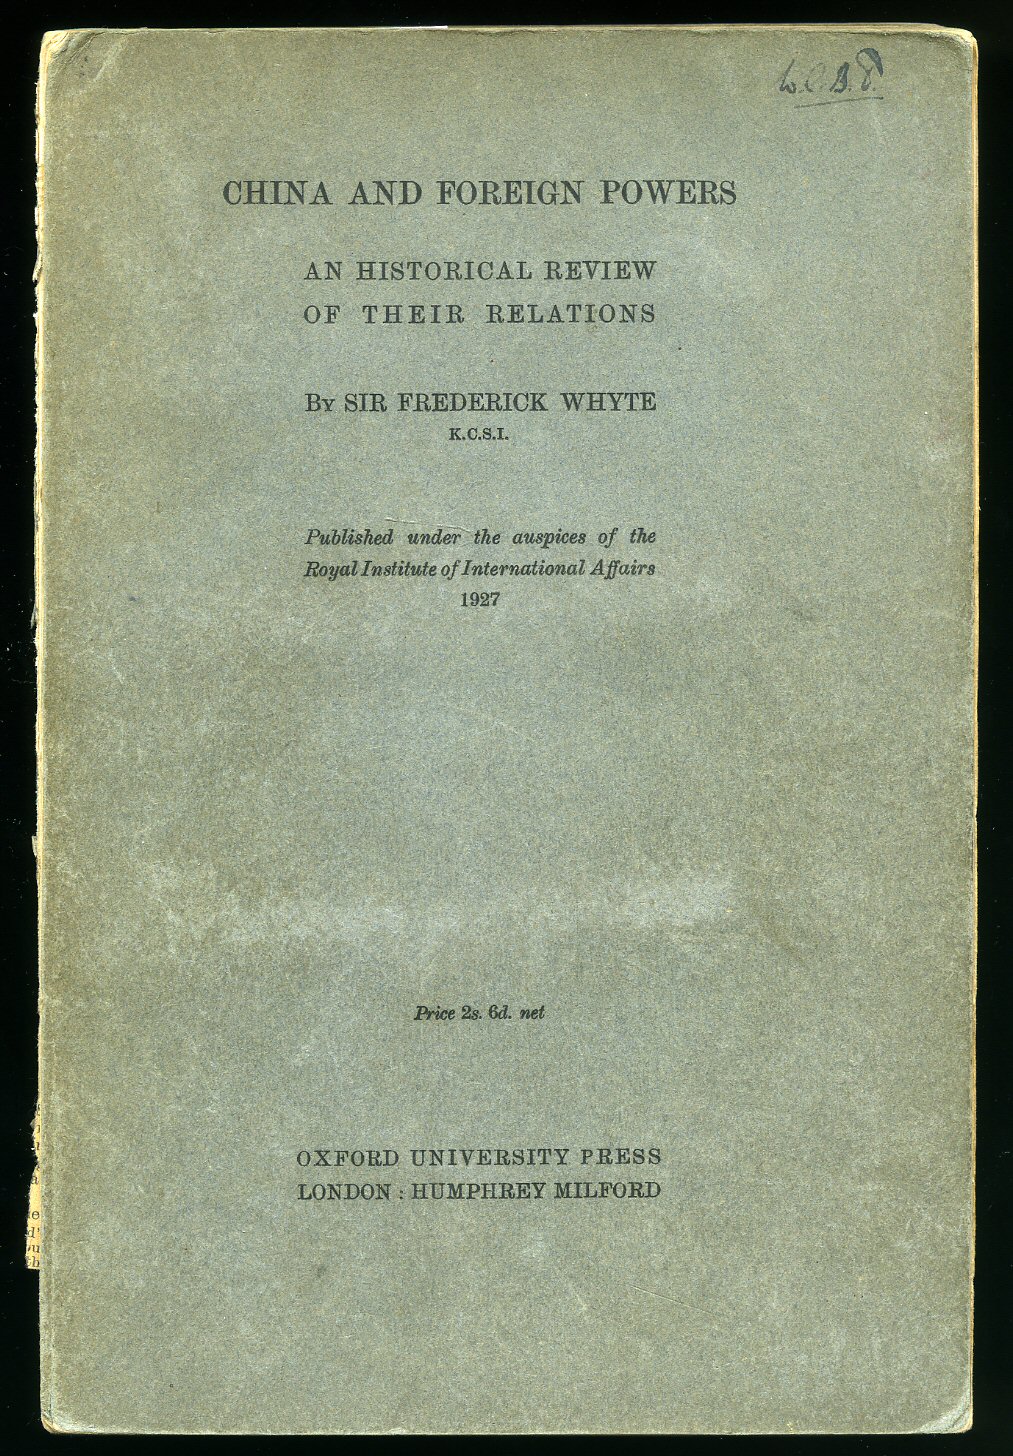 CHINA AND FOREIGN POWERS
AN HISTORICAL REVIEW
OF THEIR RELATIONS
By SIR FREDERICK WHYTE
K.C.S.I.
Published under the auspices of the
Royal Institute of International Affairs
1927
Price 2s. 6d. net
OXFORD UNIVERSITY PRESS
LONDON : HUMPHREY MILFORD